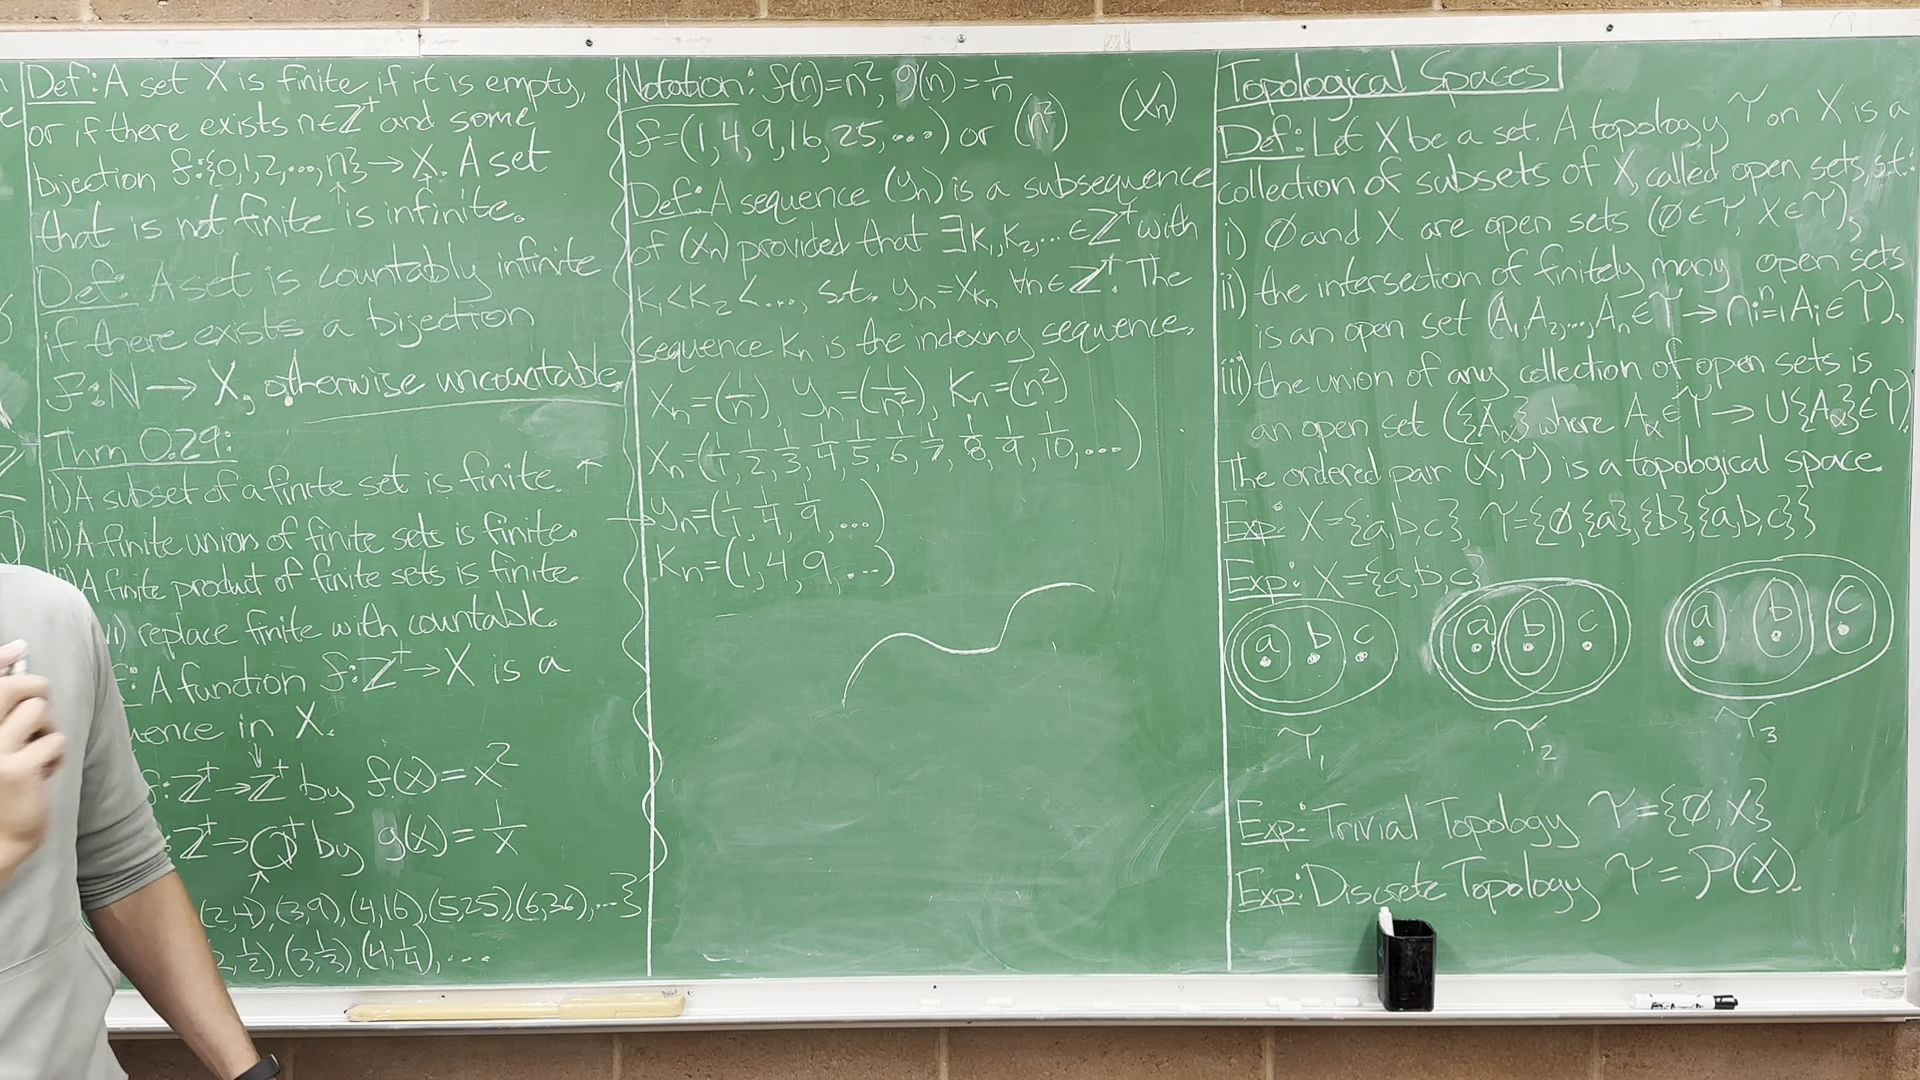 Def: A set X is finite if it is empty,
or if there exists n∈Z⁺ and some
bijection f:{0,1,2,...,n}→X. A set
that is not finite is infinite.
Def: A set is countably infinite
if there exists a bijection
f:N→X, otherwise uncountable.
Thm 0.29:
i) A subset of a finite set is finite.
ii) A finite union of finite sets is finite.
A finite product of finite sets is finite.
replace finite with countable.
: A function f:Z⁺→X is a
uence in X.
f:Z⁺→Z⁺ by f(x)=x²
:Z⁺→Q⁺ by g(x)=1/x
(2,4),(3,9),(4,16),(5,25),(6,36),...}
1/2),(3,1/3),(4,1/4),...
Notation: f(n)=n², g(n)=1/n
f=(1,4,9,16,25,...) or (n²) (Xn)
Def: A sequence (yn) is a subsequence
of (xn) provided that ∃k₁,k₂,...∈Z⁺ with
k₁<k₂<..., s.t. yn=xkn ∀n∈Z⁺. The
sequence kn is the indexing sequence.
Xn=(1/n), yn=(1/n²), Kn=(n²)
Xn=(1/1,1/2,1/3,1/4,1/5,1/6,1/7,1/8,1/9,1/10,...)
yn=(1/1,1/4,1/9,...)
Kn=(1,4,9,...)
Topological Spaces
Def: Let X be a set. A topology 𝒯 on X is a
collection of subsets of X, called open sets, s.t.:
i) ∅ and X are open sets (∅∈𝒯, X∈𝒯),
ii) the intersection of finitely many open sets
is an open set (A₁,A₂,...,An∈𝒯→∩ⁿi=1 Ai∈𝒯),
iii) the union of any collection of open sets is
an open set ({Aα} where Aα∈𝒯→∪{Aα}∈𝒯)
The ordered pair (X,𝒯) is a topological space.
Exp: X={a,b,c}, 𝒯={∅,{a},{b},{a,b,c}}
Exp: X={a,b,c}
a b c a b c a b c
𝒯₁ 𝒯₂ 𝒯₃
Exp: Trivial Topology 𝒯={∅,X}
Exp: Discrete Topology 𝒯=P(X).